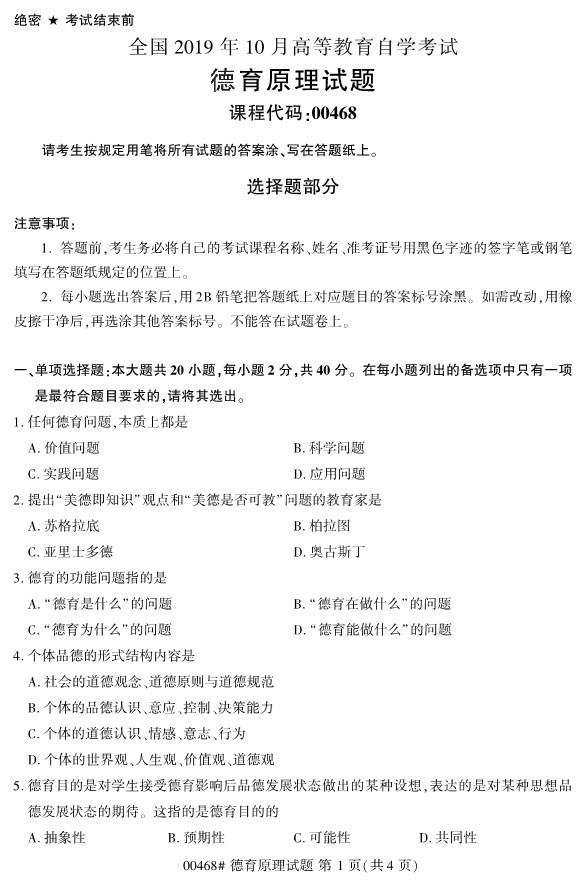 绝密 ★ 考试结束前
全国 2019 年 10 月高等教育自学考试
德育原理试题
课程代码:00468
请考生按规定用笔将所有试题的答案涂、写在答题纸上。
选择题部分
注意事项:
1. 答题前,考生务必将自己的考试课程名称、姓名、准考证号用黑色字迹的签字笔或钢笔
填写在答题纸规定的位置上。
2. 每小题选出答案后,用 2B 铅笔把答题纸上对应题目的答案标号涂黑。如需改动,用橡
皮擦干净后,再选涂其他答案标号。不能答在试题卷上。
一、单项选择题:本大题共 20 小题,每小题 2 分,共 40 分。在每小题列出的备选项中只有一项
是最符合题目要求的,请将其选出。
1. 任何德育问题,本质上都是
A. 价值问题 B. 科学问题
C. 实践问题 D. 应用问题
2. 提出“美德即知识”观点和“美德是否可教”问题的教育家是
A. 苏格拉底 B. 柏拉图
C. 亚里士多德 D. 奥古斯丁
3. 德育的功能问题指的是
A. “德育是什么”的问题 B. “德育在做什么”的问题
C. “德育为什么”的问题 D. “德育能做什么”的问题
4. 个体品德的形式结构内容是
A. 社会的道德观念、道德原则与道德规范
B. 个体的品德认识、意应、控制、决策能力
C. 个体的道德认识、情感、意志、行为
D. 个体的世界观、人生观、价值观、道德观
5. 德育目的是对学生接受德育影响后品德发展状态做出的某种设想,表达的是对某种思想品
德发展状态的期待。这指的是德育目的的
A. 抽象性 B. 预期性 C. 可能性 D. 共同性
00468# 德育原理试题 第 1 页(共 4 页)